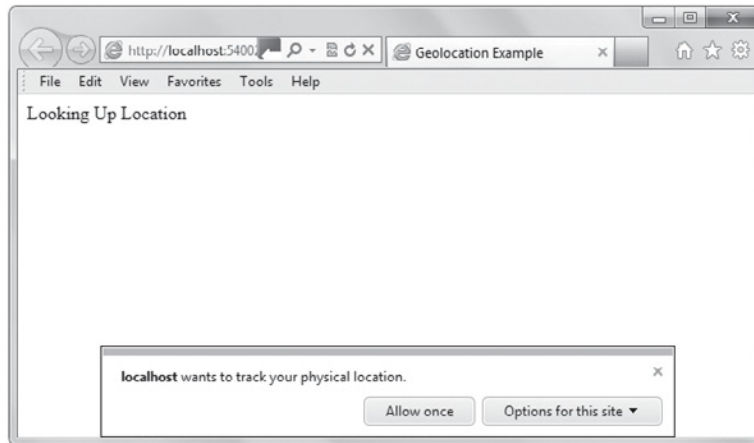 http://localhost:5400
Geolocation Example
File Edit View Favorites Tools Help
Looking Up Location
localhost wants to track your physical location.
Allow once
Options for this site